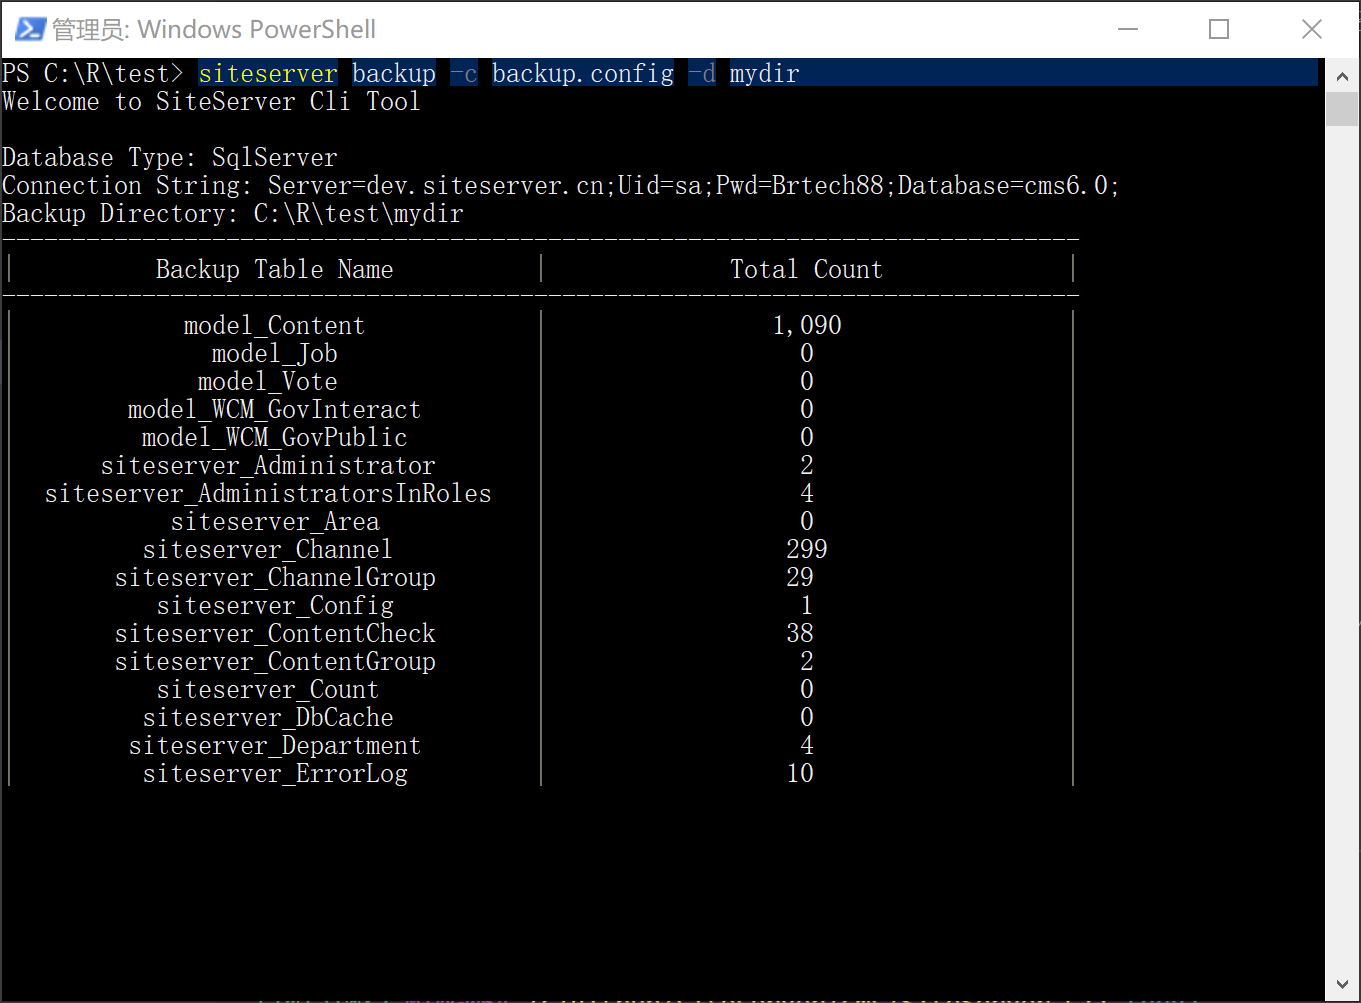 管理员: Windows PowerShell
PS C:\R\test> siteserver backup -c backup.config -d mydir
Welcome to SiteServer Cli Tool
Database Type: SqlServer
Connection String: Server=dev.siteserver.cn;Uid=sa;Pwd=Brtech88;Database=cms6.0;
Backup Directory: C:\R\test\mydir
Backup Table Name | Total Count |
model_Content | 1,090 |
model_Job | 0 |
model_Vote | 0 |
model_WCM_GovInteract | 0 |
model_WCM_GovPublic | 0 |
siteserver_Administrator | 2 |
siteserver_AdministratorsInRoles | 4 |
siteserver_Area | 0 |
siteserver_Channel | 299 |
siteserver_ChannelGroup | 29 |
siteserver_Config | 1 |
siteserver_ContentCheck | 38 |
siteserver_ContentGroup | 2 |
siteserver_Count | 0 |
siteserver_DbCache | 0 |
siteserver_Department | 4 |
siteserver_ErrorLog | 10 |